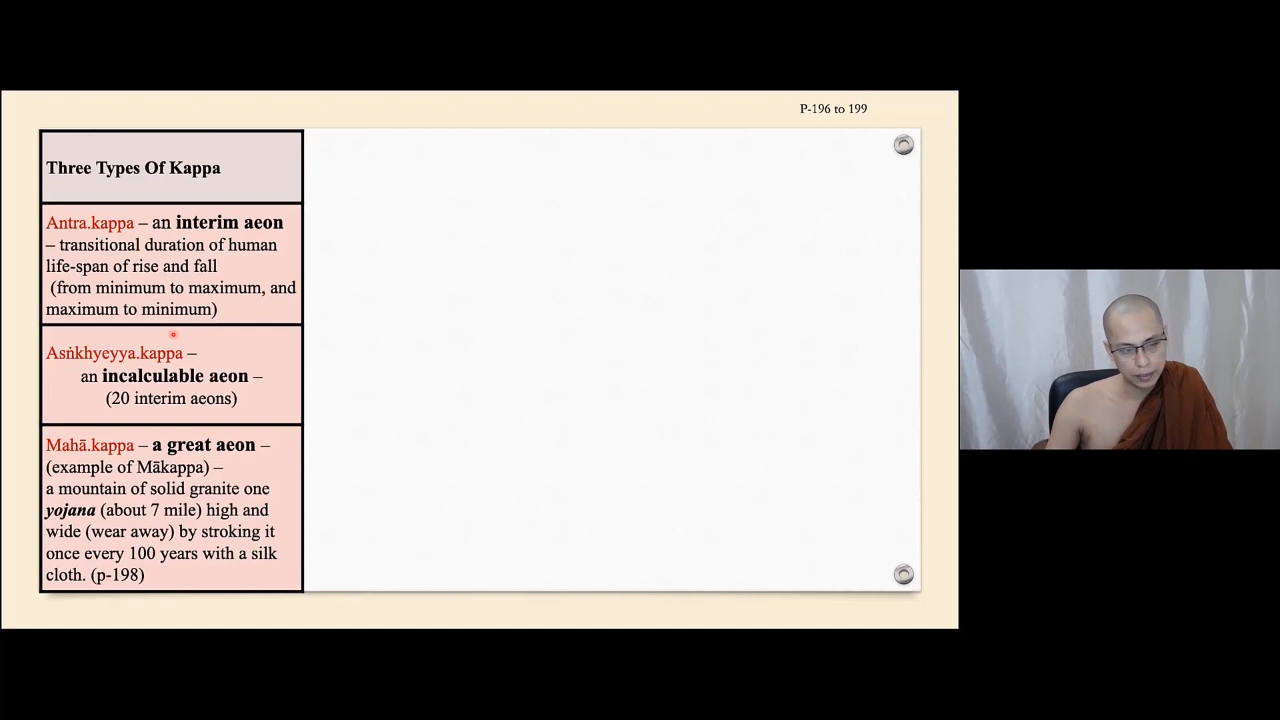 P-196 to 199
Three Types Of Kappa
Antra.kappa – an interim aeon
– transitional duration of human
life-span of rise and fall
(from minimum to maximum, and
maximum to minimum)
Asṅkhyeyya.kappa –
an incalculable aeon –
(20 interim aeons)
Mahā.kappa – a great aeon –
(example of Mākappa) –
a mountain of solid granite one
yojana (about 7 mile) high and
wide (wear away) by stroking it
once every 100 years with a silk
cloth. (p-198)